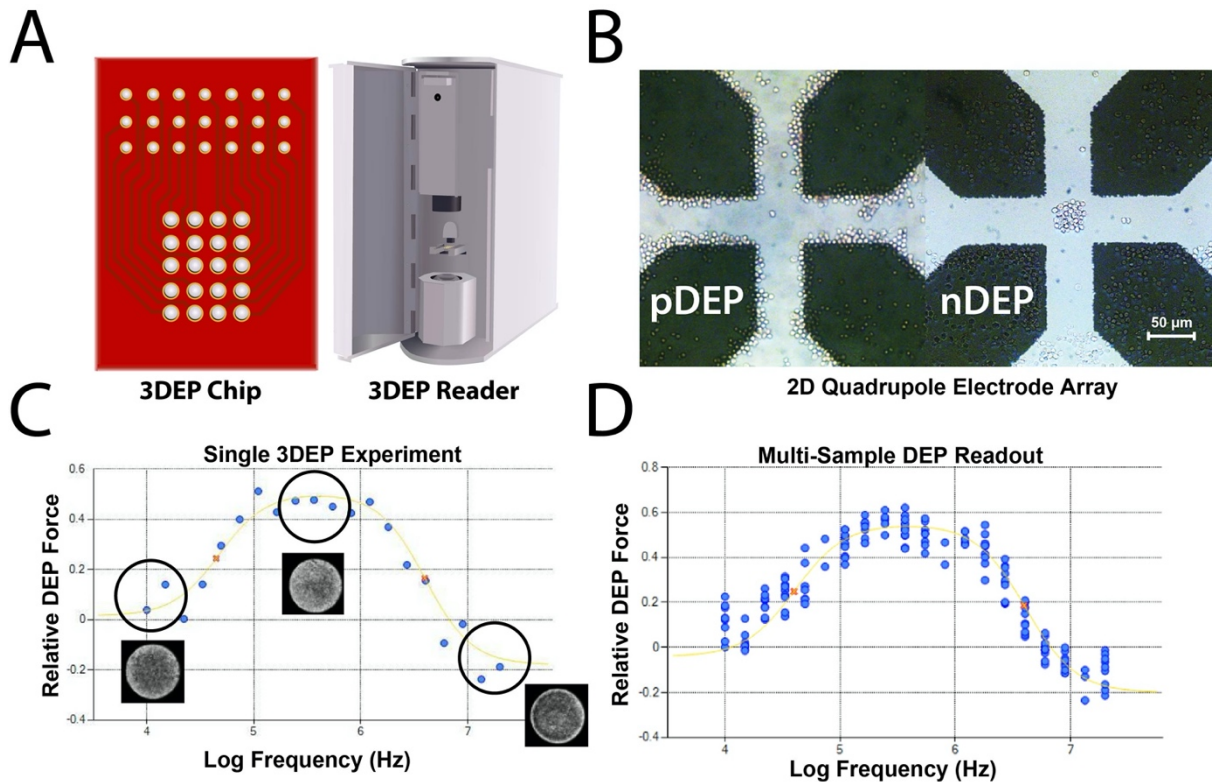 A
B
3DEP Chip
3DEP Reader
pDEP
nDEP
50 µm
2D Quadrupole Electrode Array
C
D
Single 3DEP Experiment
Relative DEP Force
0.6
0.4
0.2
0
-0.2
-0.4
4
5
6
7
Log Frequency (Hz)
Multi-Sample DEP Readout
Relative DEP Force
0.8
0.6
0.4
0.2
-0.0
-0.2
-0.4
4
5
6
7
Log Frequency (Hz)